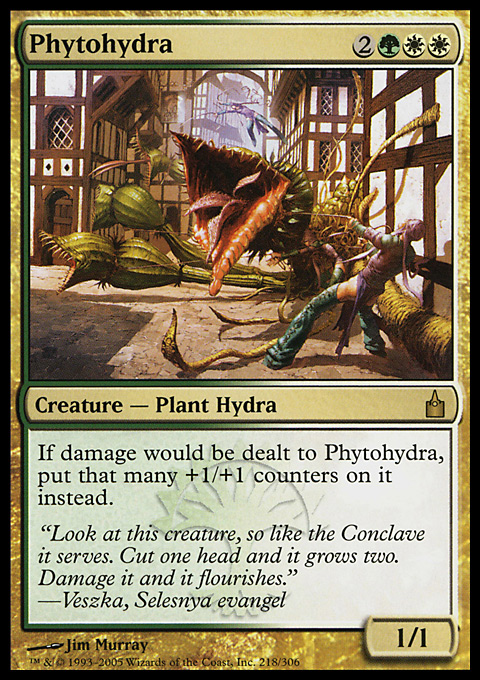 Phytohydra
2
Creature — Plant Hydra
If damage would be dealt to Phytohydra,
put that many +1/+1 counters on it
instead.
“Look at this creature, so like the Conclave
it serves. Cut one head and it grows two.
Damage it and it flourishes.”
—Veszka, Selesnya evangel
Jim Murray
1/1
™ & © 1993–2005 Wizards of the Coast, Inc. 218/306